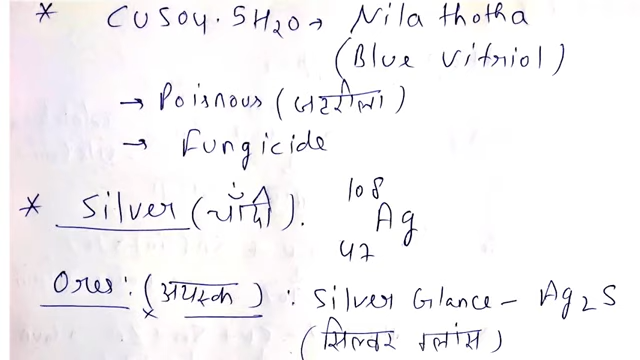 * CuSO4.5H2O → Nila thotha
(Blue vitriol)
→ Poisnous (जहरीला)
→ Fungicide
* Silver (चाँदी). 108 Ag 47
Ores: (अयस्क) : Silver Glance - Ag2S
(सिल्वर ग्लांस)